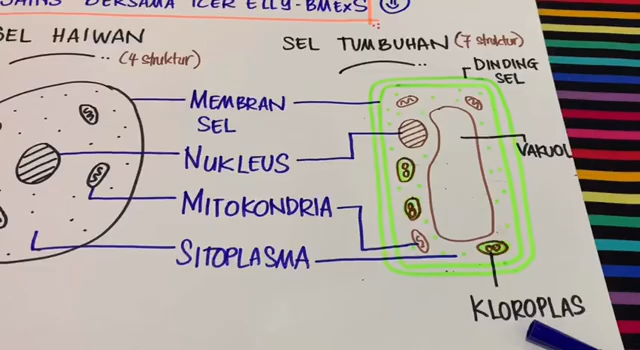 SAINS BERSAMA ICER ELLY-BMExS
SEL HAIWAN
(4 struktur)
SEL TUMBUHAN (7 struktur)
DINDING
SEL
MEMBRAN
SEL
NUKLEUS
VAKUOL
MITOKONDRIA
SITOPLASMA
KLOROPLAS